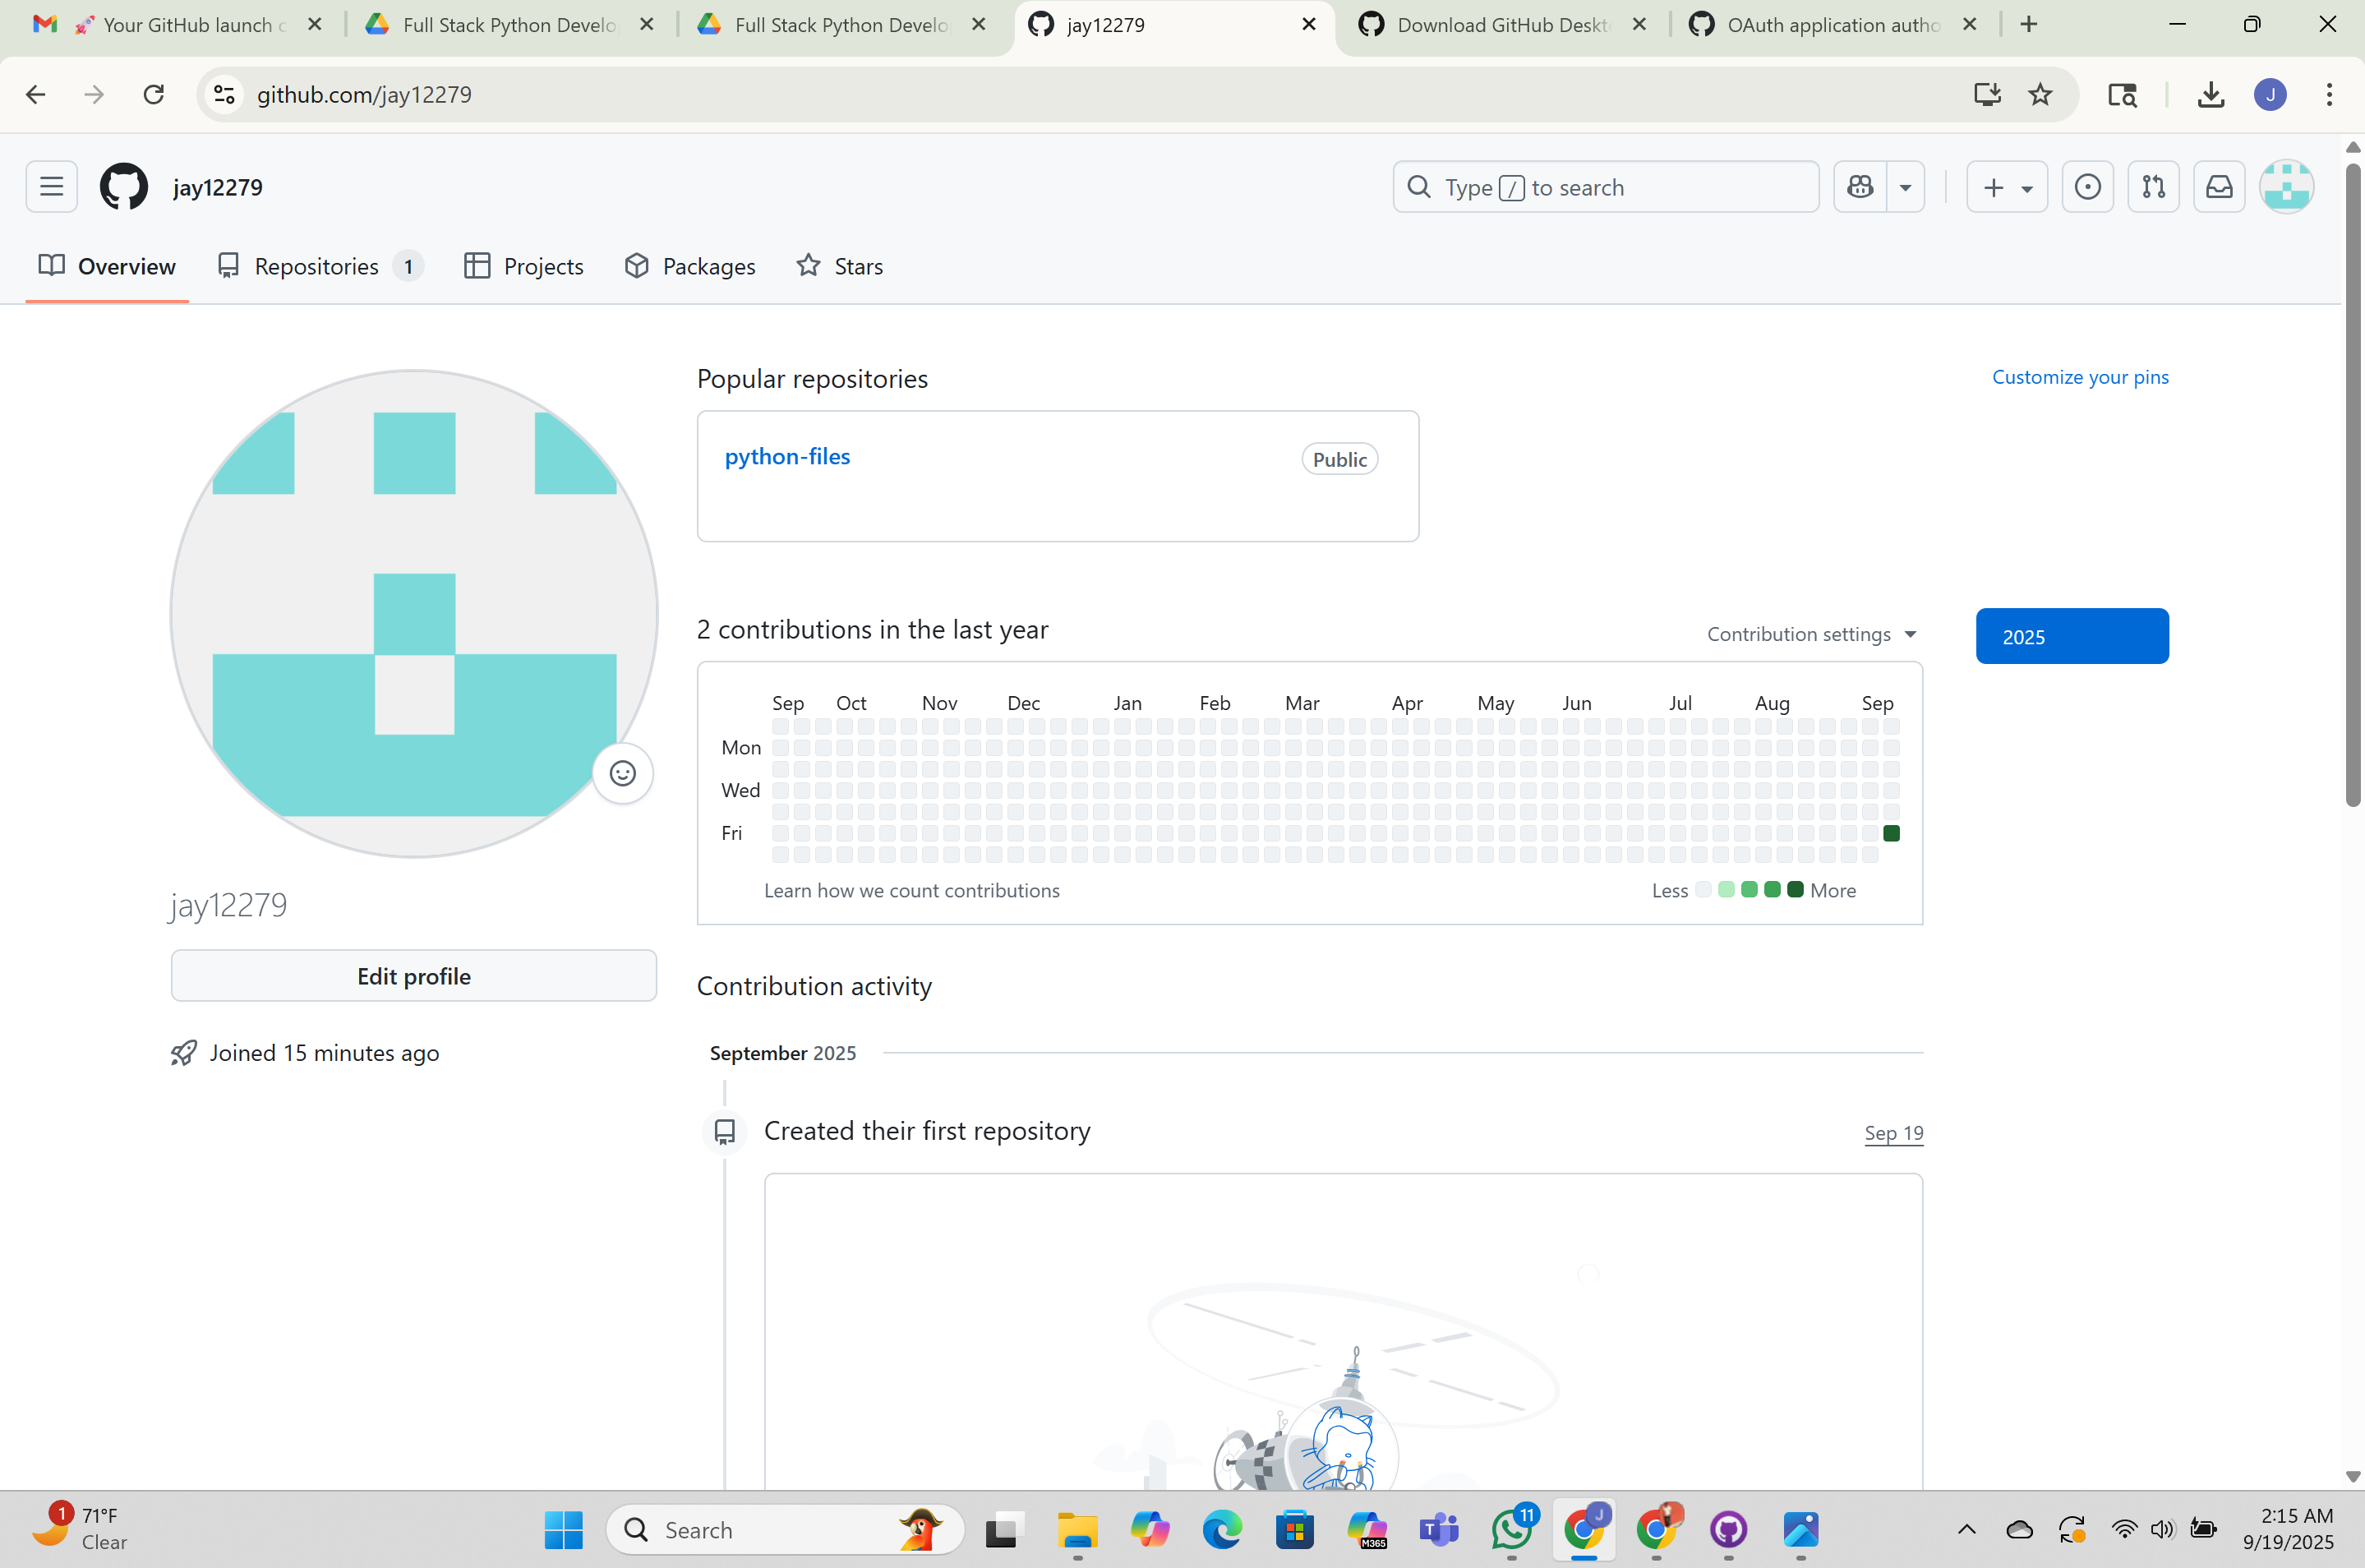 🚀 Your GitHub launch c
Full Stack Python Develo
Full Stack Python Develo
jay12279
Download GitHub Deskt
OAuth application autho
github.com/jay12279
J
jay12279
Type / to search
Overview
Repositories 1
Projects
Packages
Stars
Popular repositories
Customize your pins
python-files
Public
2 contributions in the last year
Contribution settings
2025
Sep Oct Nov Dec Jan Feb Mar Apr May Jun Jul Aug Sep
Mon
Wed
Fri
Learn how we count contributions
Less More
jay12279
Edit profile
Joined 15 minutes ago
Contribution activity
September 2025
Created their first repository
Sep 19
1
71°F
Clear
Search
M365
T
11
J
2:15 AM
9/19/2025